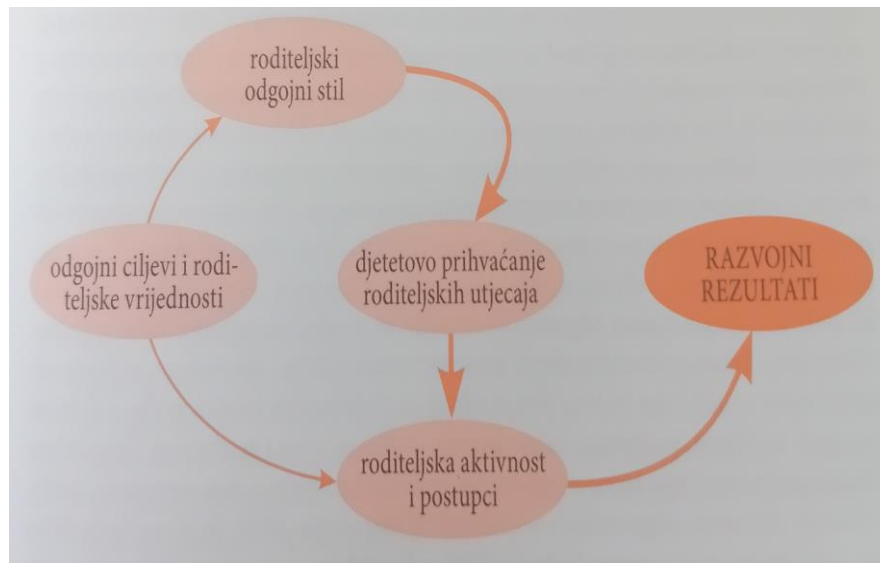 roditeljski
odgojni stil
odgojni ciljevi i rodi-
teljske vrijednosti
djetetovo prihvaćanje
roditeljskih utjecaja
RAZVOJNI
REZULTATI
roditeljska aktivnost
i postupci